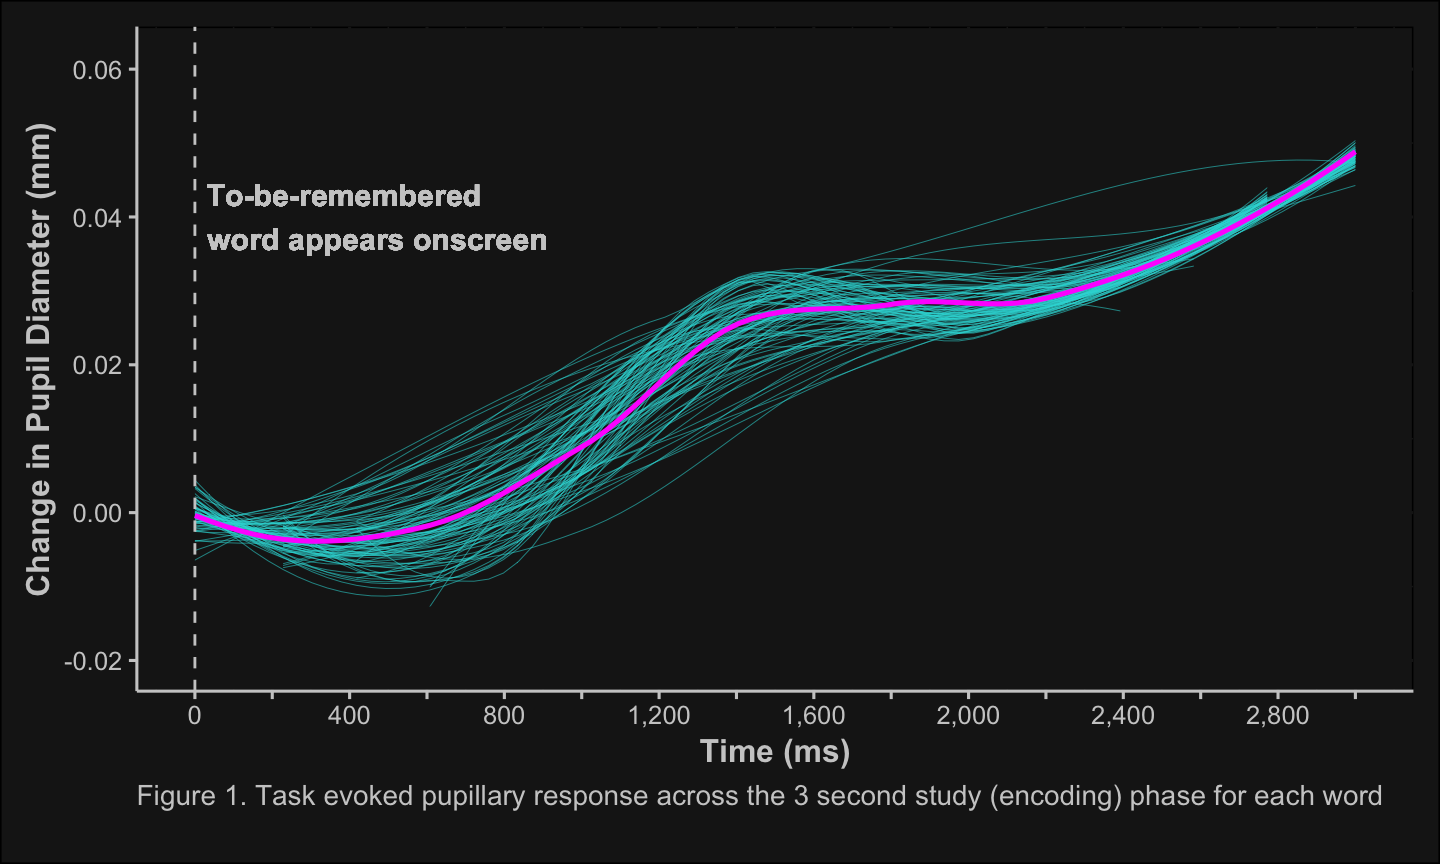 0.06
0.04
0.02
0.00
-0.02
Change in Pupil Diameter (mm)
To-be-remembered
word appears onscreen
0 400 800 1,200 1,600 2,000 2,400 2,800
Time (ms)
Figure 1. Task evoked pupillary response across the 3 second study (encoding) phase for each word